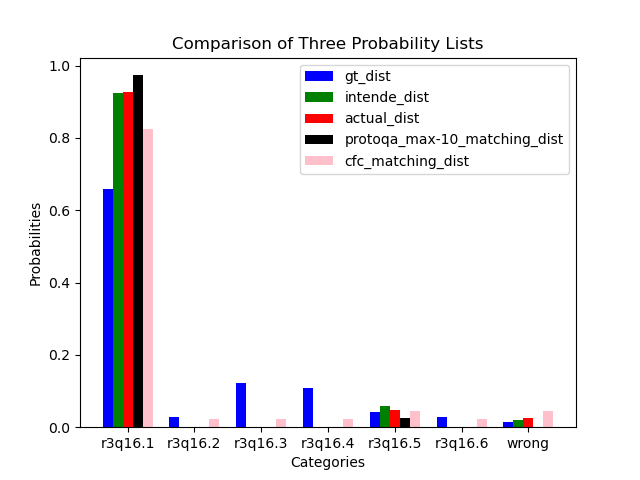 Comparison of Three Probability Lists
gt_dist
intende_dist
actual_dist
protoqa_max-10_matching_dist
cfc_matching_dist
Probabilities
1.0
0.8
0.6
0.4
0.2
0.0
r3q16.1 r3q16.2 r3q16.3 r3q16.4 r3q16.5 r3q16.6 wrong
Categories